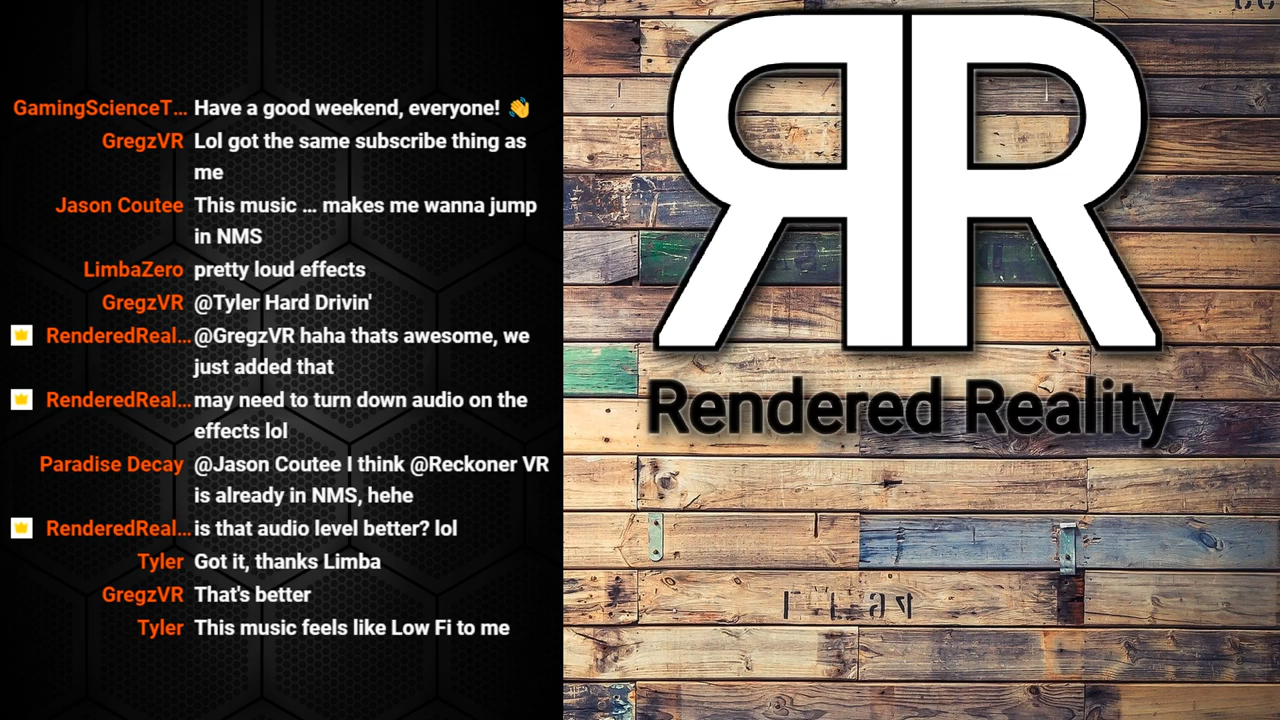 GamingScienceT... Have a good weekend, everyone! 👋
GregzVR Lol got the same subscribe thing as
me
Jason Coutee This music ... makes me wanna jump
in NMS
LimbaZero pretty loud effects
GregzVR @Tyler Hard Drivin'
RenderedReal... @GregzVR haha thats awesome, we
just added that
RenderedReal... may need to turn down audio on the
effects lol
Paradise Decay @Jason Coutee I think @Reckoner VR
is already in NMS, hehe
RenderedReal... is that audio level better? lol
Tyler Got it, thanks Limba
GregzVR That's better
Tyler This music feels like Low Fi to me
RR
Rendered Reality